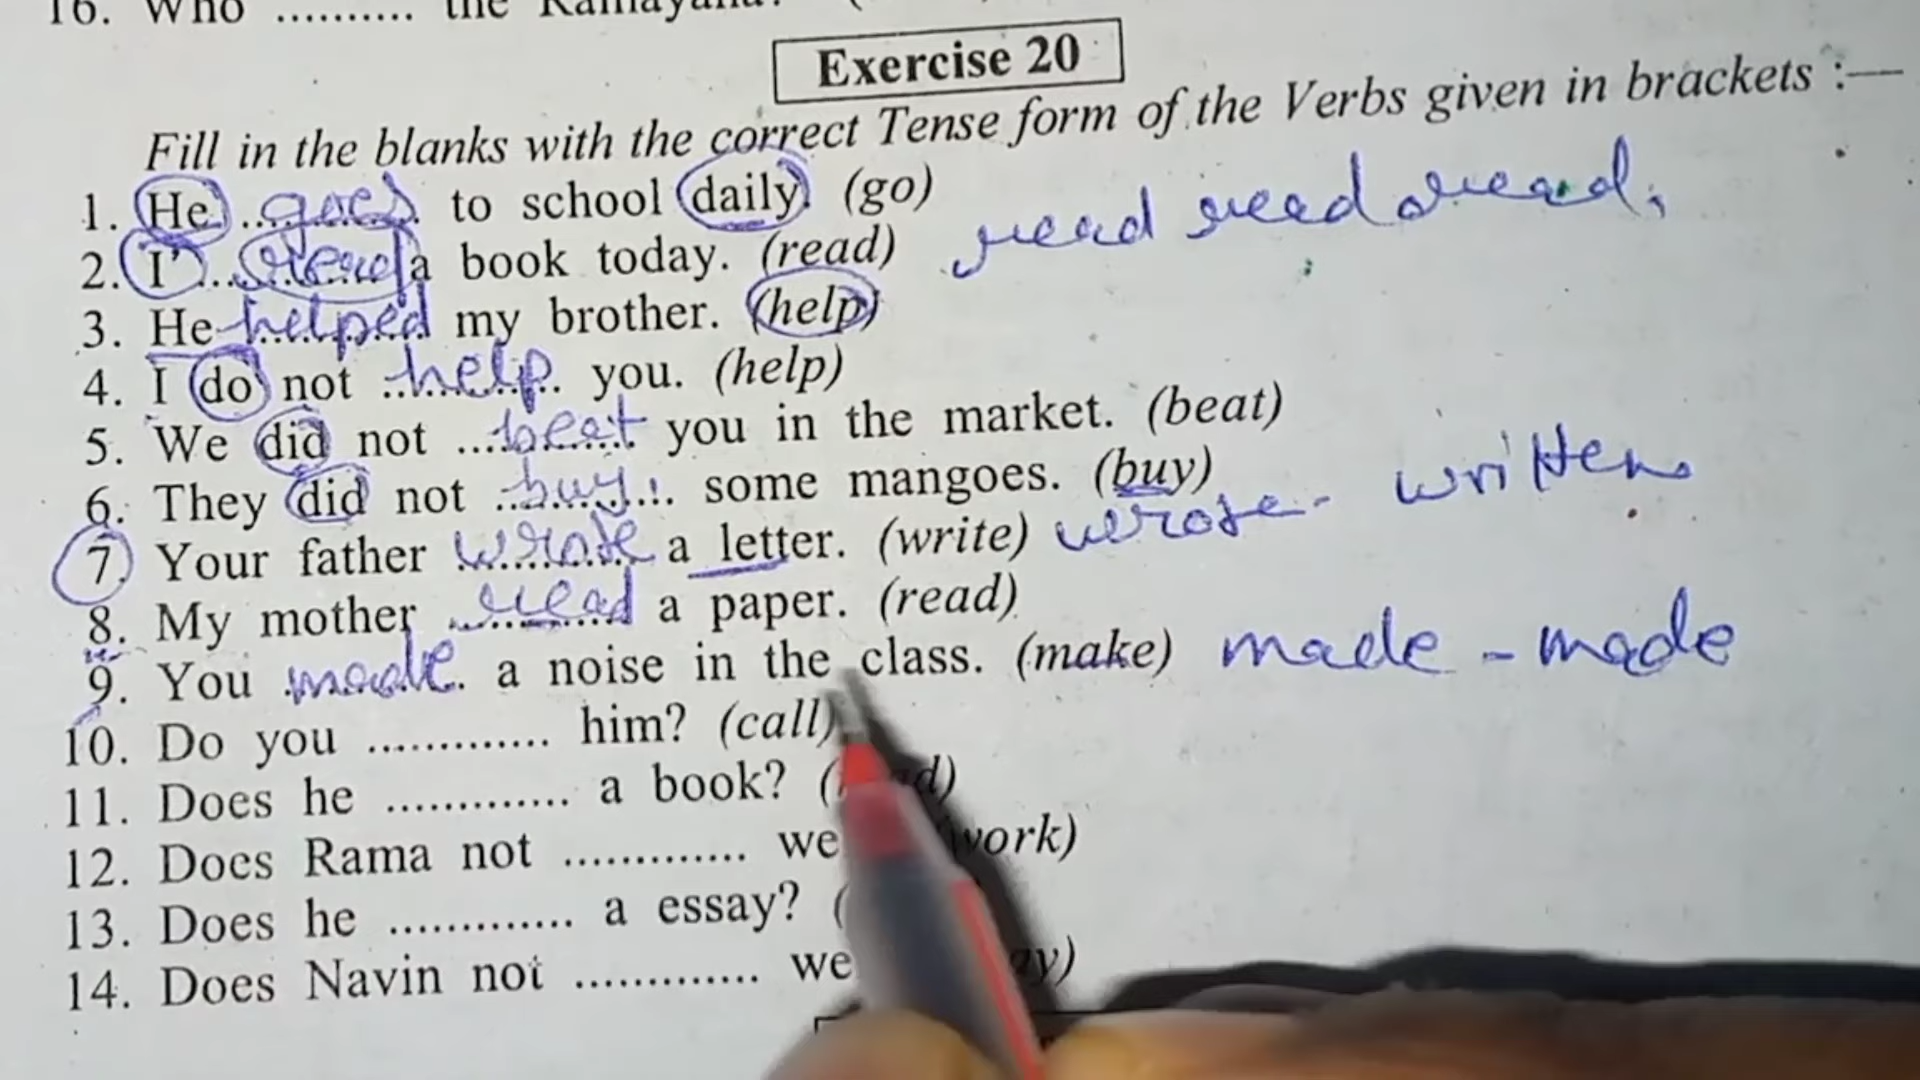 16. Who .......... the Ramayana?
Exercise 20
Fill in the blanks with the correct Tense form of the Verbs given in brackets :—
1. He goes to school daily. (go)
2. I read a book today. (read) read read read.
3. He helped my brother. (help)
4. I do not help you. (help)
5. We did not beat you in the market. (beat)
6. They did not buy some mangoes. (buy)
7. Your father wrote a letter. (write) wrote - written
8. My mother read a paper. (read)
9. You made a noise in the class. (make) made - made
10. Do you ............. him? (call)
11. Does he ............. a book?
12. Does Rama not ............. (work)
13. Does he ............. a essay? (
14. Does Navin not .............